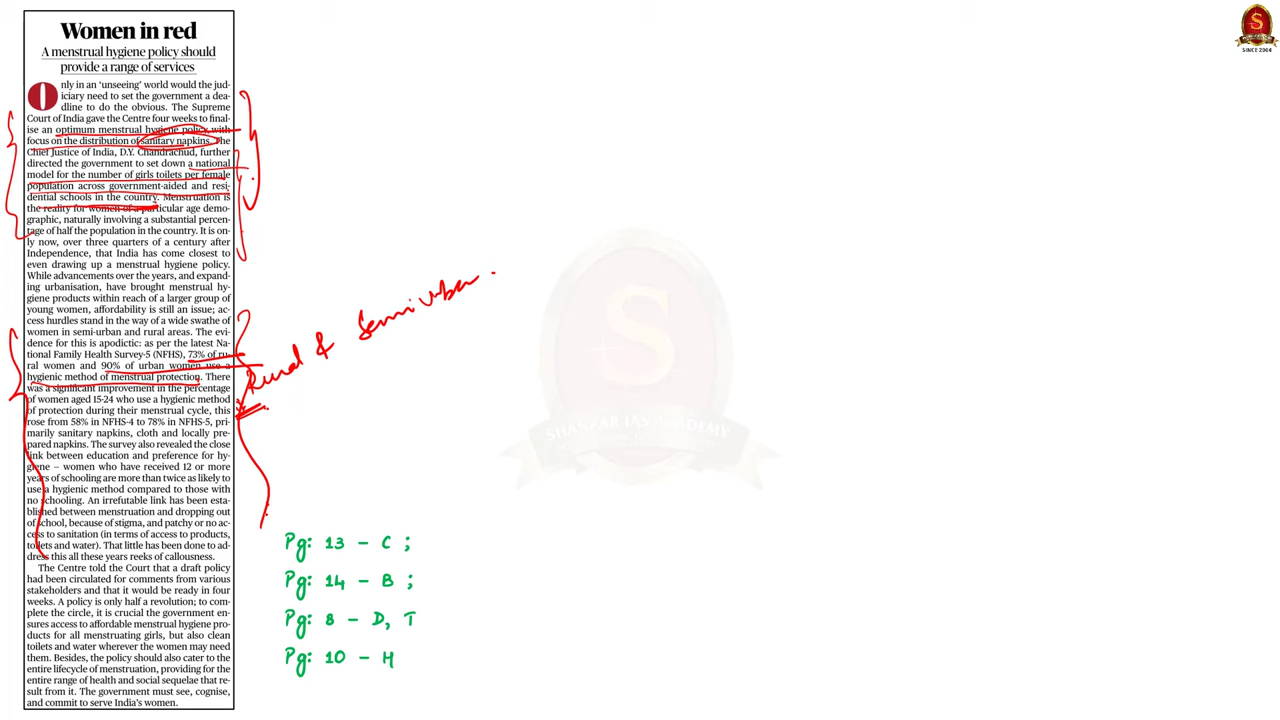 Women in red
A menstrual hygiene policy should
provide a range of services
Only in an ‘unseeing’ world would the jud-
iciary need to set the government a dea-
dline to do the obvious. The Supreme
Court of India gave the Centre four weeks to final-
ise an optimum menstrual hygiene policy with
focus on the distribution of sanitary napkins. The
Chief Justice of India, D.Y. Chandrachud, further
directed the government to set down a national
model for the number of girls toilets per female
population across government-aided and resi-
dential schools in the country. Menstruation is
the reality for women of a particular age demo-
graphic, naturally involving a substantial percen-
tage of half the population in the country. It is on-
ly now, over three quarters of a century after
Independence, that India has come closest to
even drawing up a menstrual hygiene policy.
While advancements over the years, and expand-
ing urbanisation, have brought menstrual hy-
giene products within reach of a larger group of
young women, affordability is still an issue; ac-
cess hurdles stand in the way of a wide swathe of
women in semi-urban and rural areas. The evi-
dence for this is apodictic: as per the latest Na-
tional Family Health Survey-5 (NFHS), 73% of ru-
ral women and 90% of urban women use a
hygienic method of menstrual protection. There
was a significant improvement in the percentage
of women aged 15-24 who use a hygienic method
of protection during their menstrual cycle, this
rose from 58% in NFHS-4 to 78% in NFHS-5, pri-
marily sanitary napkins, cloth and locally pre-
pared napkins. The survey also revealed the close
link between education and preference for hy-
giene – women who have received 12 or more
years of schooling are more than twice as likely to
use a hygienic method compared to those with
no schooling. An irrefutable link has been esta-
blished between menstruation and dropping out
of school, because of stigma, and patchy or no ac-
cess to sanitation (in terms of access to products,
toilets and water). That little has been done to ad-
dress this all these years reeks of callousness.
The Centre told the Court that a draft policy
had been circulated for comments from various
stakeholders and that it would be ready in four
weeks. A policy is only half a revolution; to com-
plete the circle, it is crucial the government en-
sures access to affordable menstrual hygiene pro-
ducts for all menstruating girls, but also clean
toilets and water wherever the women may need
them. Besides, the policy should also cater to the
entire lifecycle of menstruation, providing for the
entire range of health and social sequelae that re-
sult from it. The government must see, cognise,
and commit to serve India’s women.
Rural & Semi urban.
Pg: 13 - C ;
Pg: 14 - B ;
Pg: 8 - D, T
Pg: 10 - H
S
SHANKAR IAS ACADEMY
S
SINCE 2004